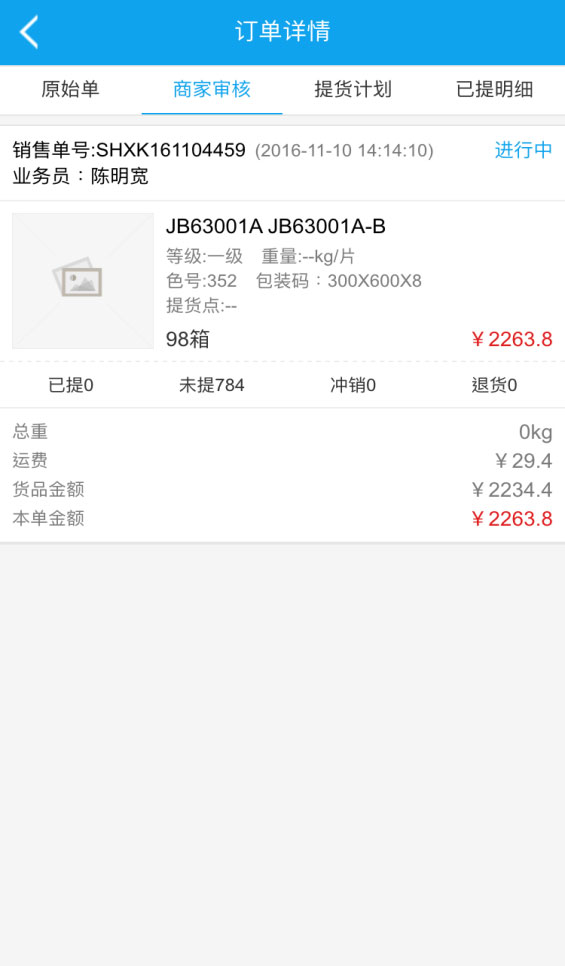 订单详情
原始单 商家审核 提货计划 已提明细
销售单号:SHXK161104459 (2016-11-10 14:14:10) 进行中
业务员：陈明宽
JB63001A JB63001A-B
等级:一级 重量:--kg/片
色号:352 包装码：300X600X8
提货点:--
98箱 ¥2263.8
已提0 未提784 冲销0 退货0
总重 0kg
运费 ¥29.4
货品金额 ¥2234.4
本单金额 ¥2263.8